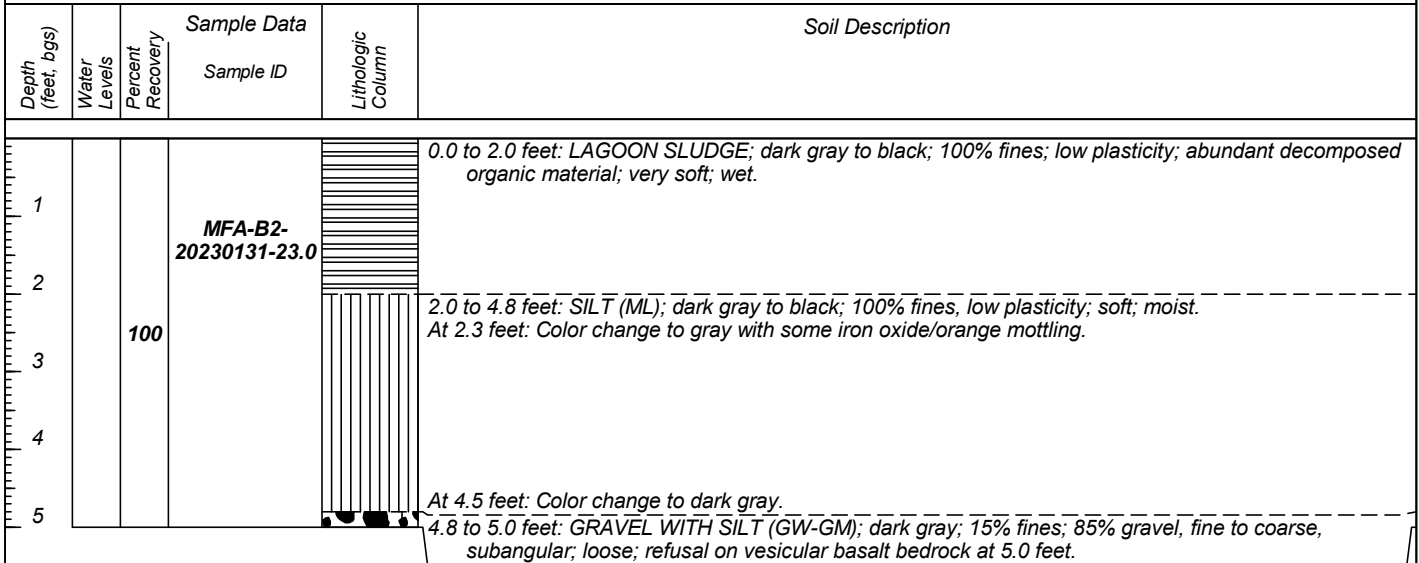 Depth
(feet, bgs)
Water
Levels
Percent
Recovery
Sample Data
Sample ID
Lithologic
Column
Soil Description
0.0 to 2.0 feet: LAGOON SLUDGE; dark gray to black; 100% fines; low plasticity; abundant decomposed
organic material; very soft; wet.
1
MFA-B2-
20230131-23.0
2
2.0 to 4.8 feet: SILT (ML); dark gray to black; 100% fines, low plasticity; soft; moist.
At 2.3 feet: Color change to gray with some iron oxide/orange mottling.
100
3
4
At 4.5 feet: Color change to dark gray.
5
4.8 to 5.0 feet: GRAVEL WITH SILT (GW-GM); dark gray; 15% fines; 85% gravel, fine to coarse,
subangular; loose; refusal on vesicular basalt bedrock at 5.0 feet.